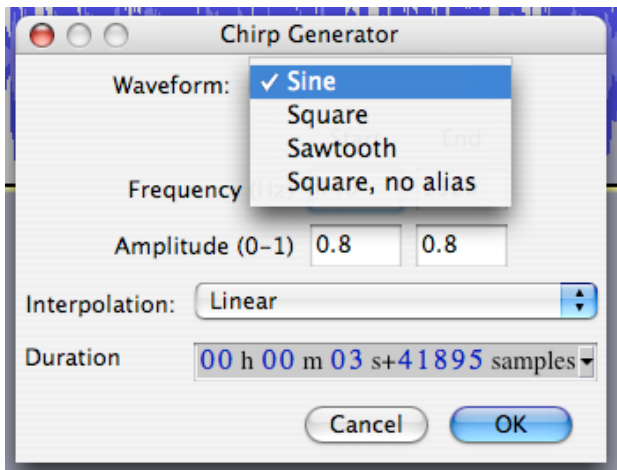 Chirp Generator
Waveform: ✓ Sine
Square
Start End
Sawtooth
Square, no alias
Frequency (Hz)
Amplitude (0-1) 0.8 0.8
Interpolation: Linear
Duration 00 h 00 m 03 s+41895 samples
Cancel OK